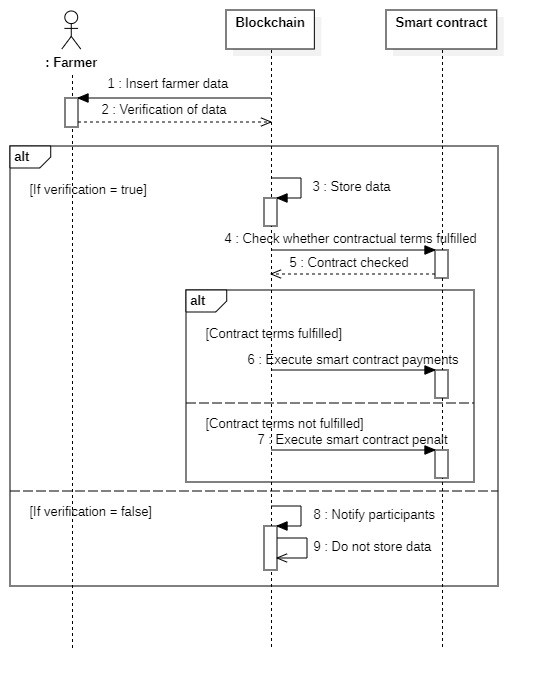 Blockchain
Smart contract
: Farmer
1 : Insert farmer data
2 : Verification of data
alt
[If verification = true]
3 : Store data
4 : Check whether contractual terms fulfilled
5 : Contract checked
alt
[Contract terms fulfilled]
6 : Execute smart contract payments
[Contract terms not fulfilled]
7 : Execute smart contract penalt
[If verification = false]
8 : Notify participants
9 : Do not store data